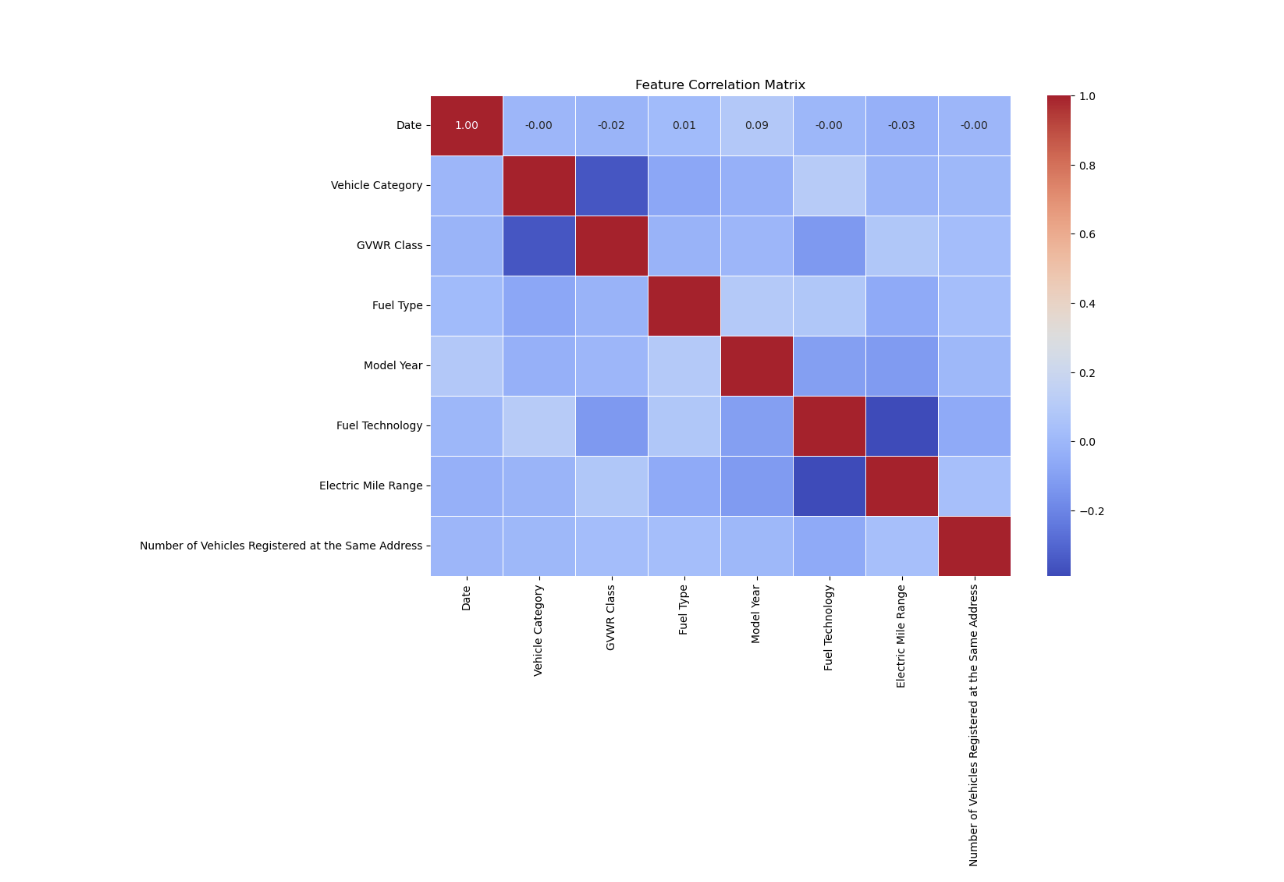 Feature Correlation Matrix
Date
1.00 -0.00 -0.02 0.01 0.09 -0.00 -0.03 -0.00
Vehicle Category
GVWR Class
Fuel Type
Model Year
Fuel Technology
Electric Mile Range
Number of Vehicles Registered at the Same Address
Date
Vehicle Category
GVWR Class
Fuel Type
Model Year
Fuel Technology
Electric Mile Range
Number of Vehicles Registered at the Same Address
1.0
0.8
0.6
0.4
0.2
0.0
−0.2